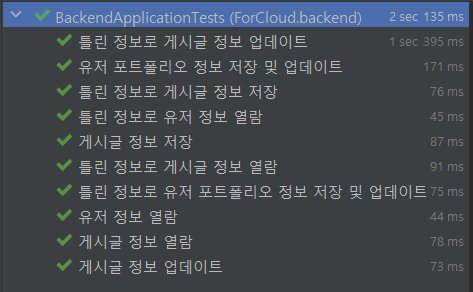 BackendApplicationTests (ForCloud.backend) 2 sec 135 ms
틀린 정보로 게시글 정보 업데이트 1 sec 395 ms
유저 포트폴리오 정보 저장 및 업데이트 171 ms
틀린 정보로 게시글 정보 저장 76 ms
틀린 정보로 유저 정보 열람 45 ms
게시글 정보 저장 87 ms
틀린 정보로 게시글 정보 열람 91 ms
틀린 정보로 유저 포트폴리오 정보 저장 및 업데이트 75 ms
유저 정보 열람 44 ms
게시글 정보 열람 78 ms
게시글 정보 업데이트 73 ms